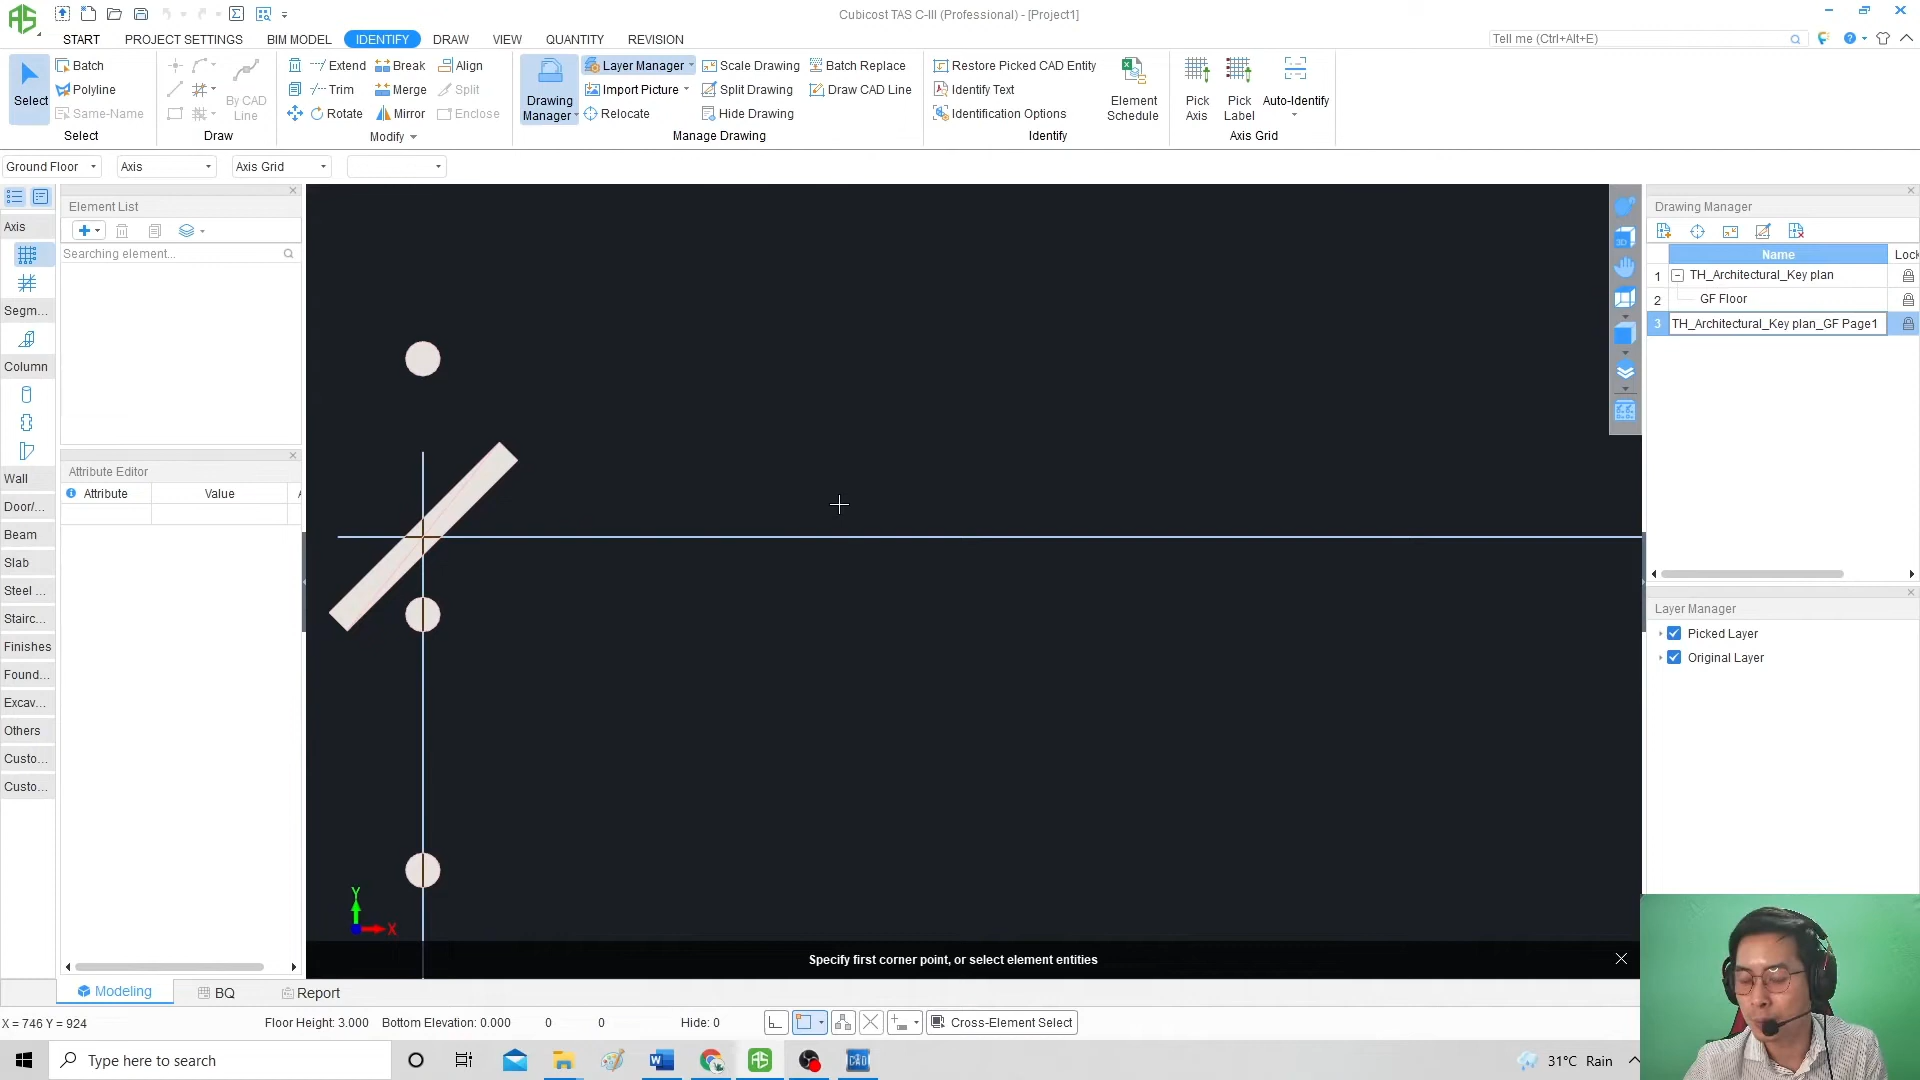 Cubicost TAS C-III (Professional) - [Project1]
START PROJECT SETTINGS BIM MODEL IDENTIFY DRAW VIEW QUANTITY REVISION
Tell me (Ctrl+Alt+E)
Select
Batch
Polyline
Same-Name
Select
By CAD
Line
Draw
Extend Break Align
Trim Merge Split
Rotate Mirror Enclose
Modify
Drawing
Manager
Layer Manager Scale Drawing Batch Replace
Import Picture Split Drawing Draw CAD Line
Relocate Hide Drawing
Manage Drawing
Restore Picked CAD Entity
Identify Text
Identification Options
Element
Schedule
Identify
Pick
Axis
Pick
Label
Auto-Identify
Axis Grid
Ground Floor Axis Axis Grid
Axis
Segm...
Column
Wall
Door/...
Beam
Slab
Steel ...
Stairc...
Finishes
Found...
Excav...
Others
Custo...
Custo...
Element List
Searching element...
Attribute Editor
Attribute Value
Y
X
3D
Specify first corner point, or select element entities
Drawing Manager
Name Lock
1 TH_Architectural_Key plan
2 GF Floor
3 TH_Architectural_Key plan_GF Page1
Layer Manager
Picked Layer
Original Layer
Modeling BQ Report
X = 746 Y = 924 Floor Height: 3.000 Bottom Elevation: 0.000 0 0 Hide: 0 Cross-Element Select
Type here to search
31°C Rain